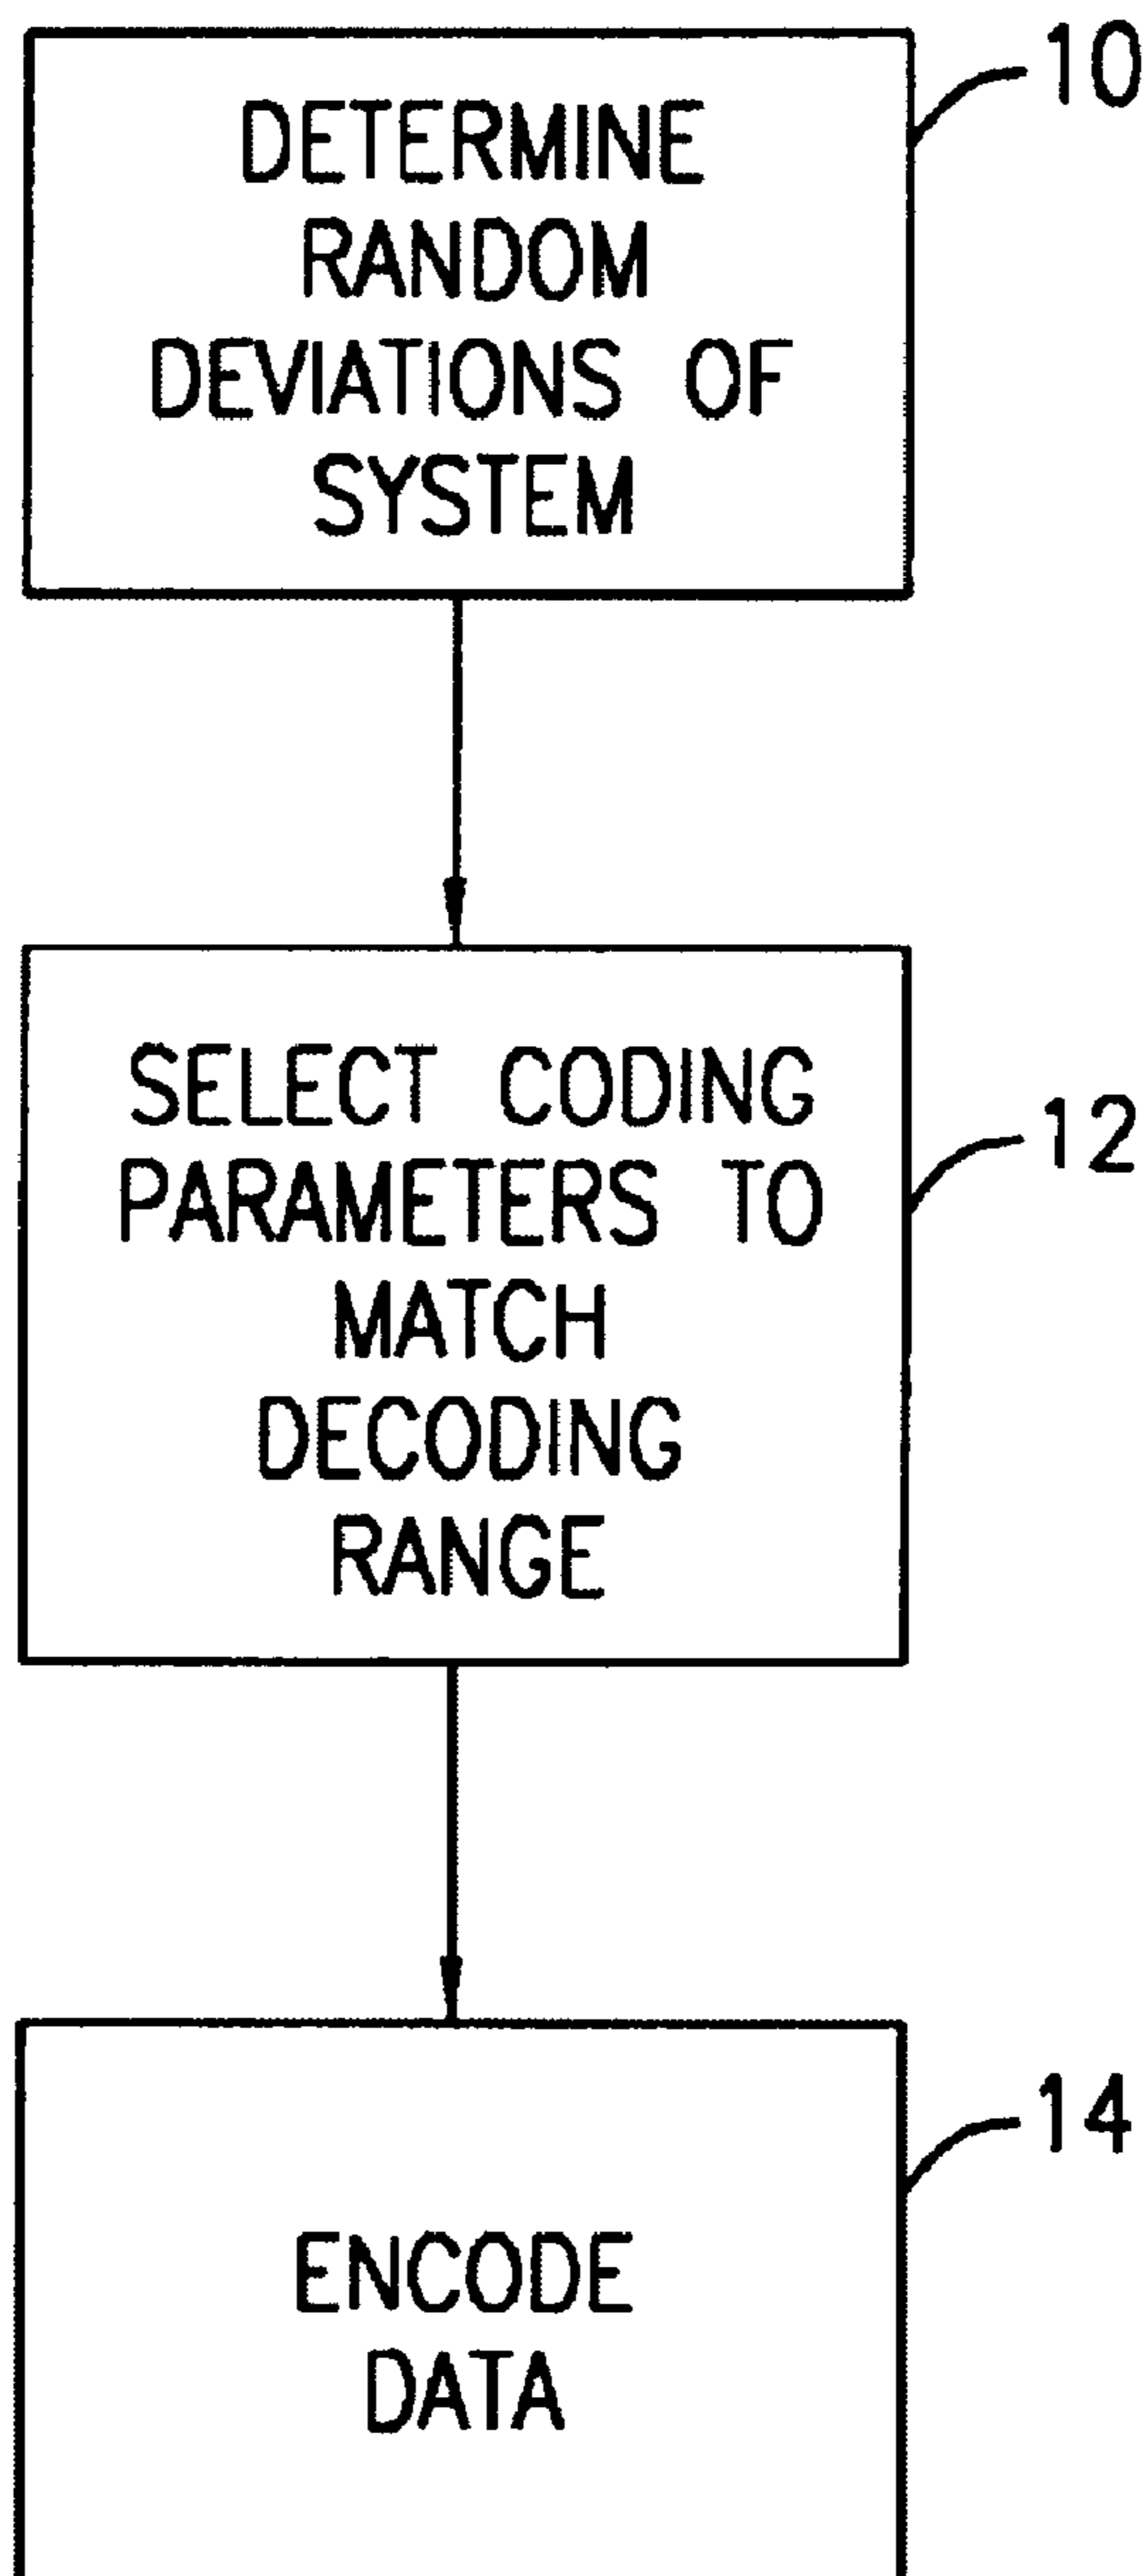 10
DETERMINE
RANDOM
DEVIATIONS OF
SYSTEM
12
SELECT CODING
PARAMETERS TO
MATCH
DECODING
RANGE
14
ENCODE
DATA